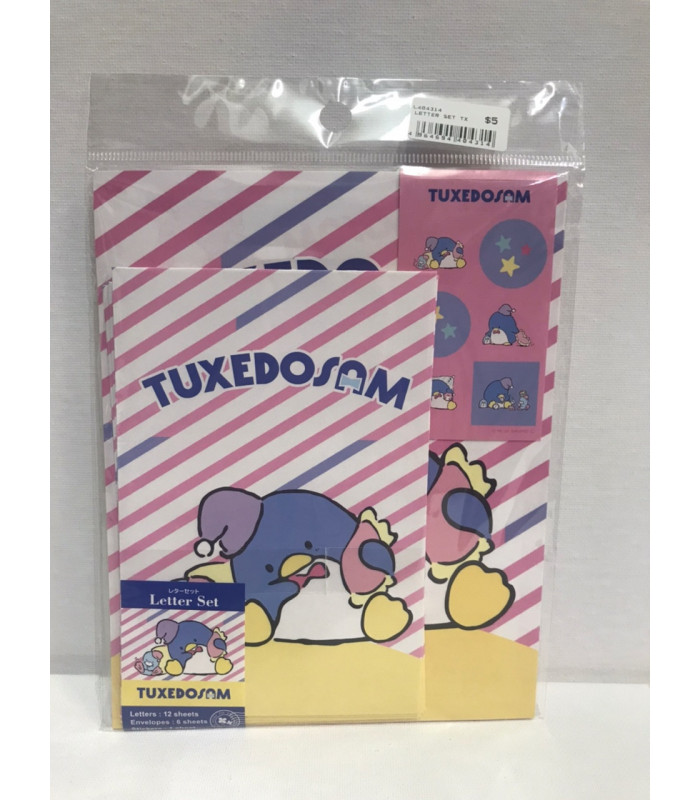 L404314
LETTER SET TX
$5
TUXEDOSAM
TUXEDOSAM
レターセット
Letter Set
TUXEDOSAM
Letters : 12 sheets
Envelopes : 6 sheets